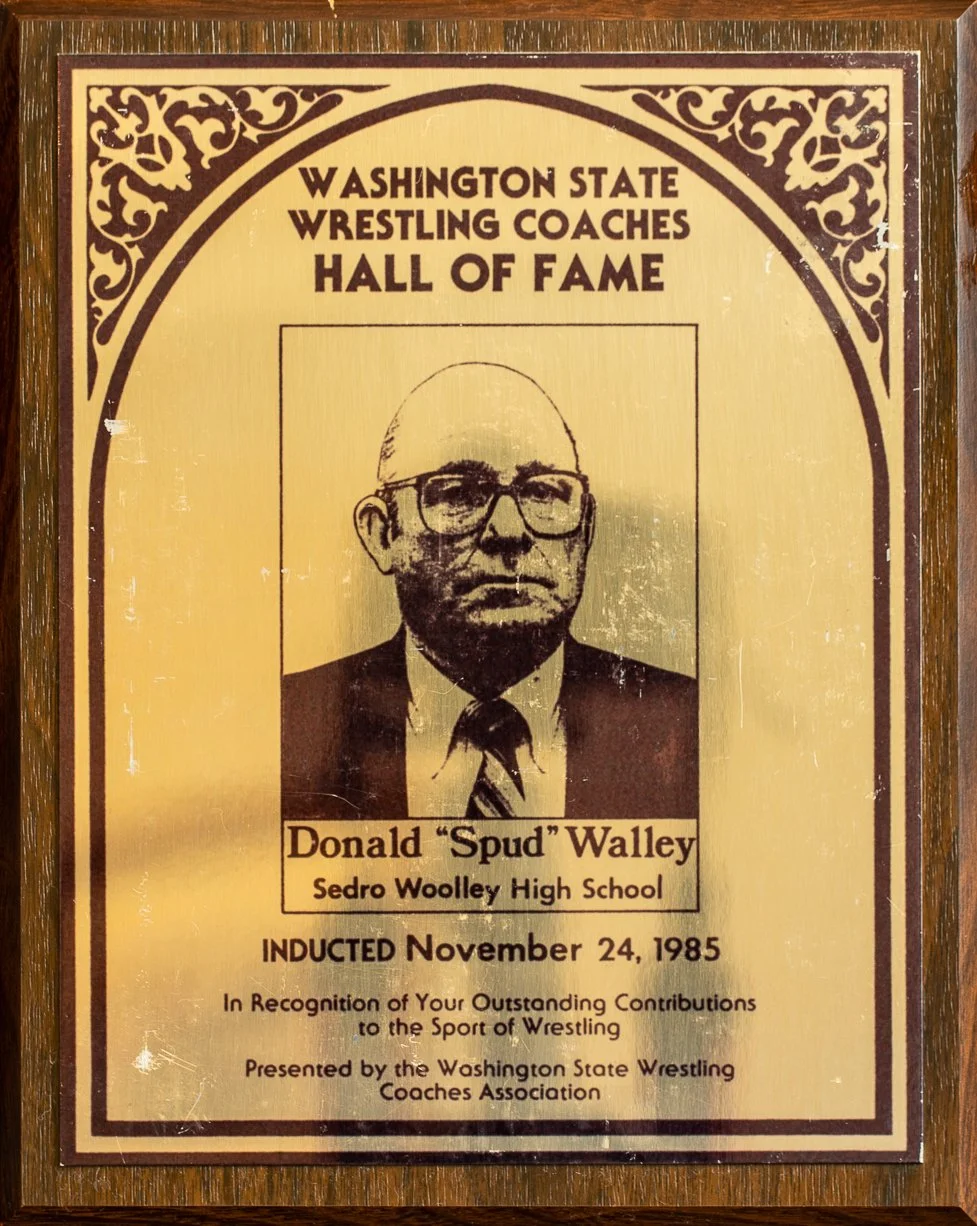 WASHINGTON STATE
WRESTLING COACHES
HALL OF FAME
Donald “Spud” Walley
Sedro Woolley High School
INDUCTED November 24, 1985
In Recognition of Your Outstanding Contributions
to the Sport of Wrestling
Presented by the Washington State Wrestling
Coaches Association